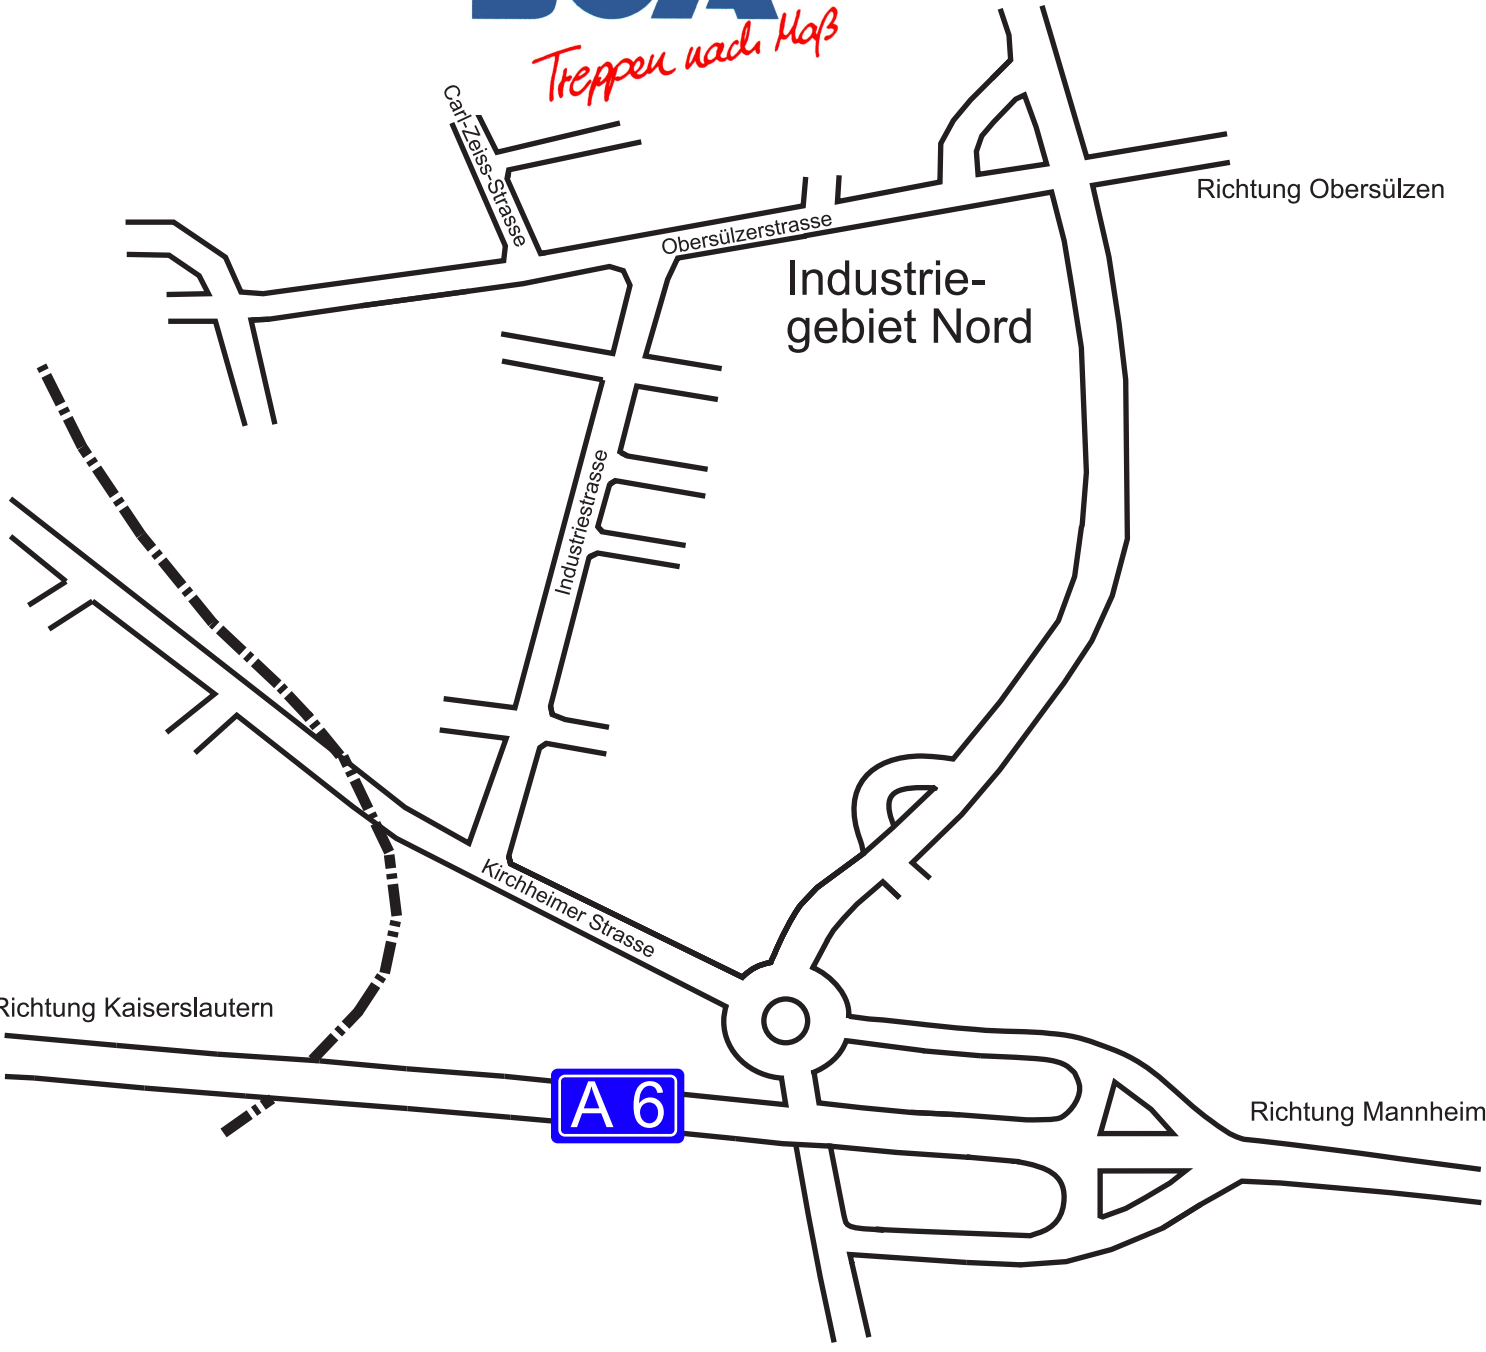 Treppen nach Maß
Carl-Zeiss-Strasse
Richtung Obersülzen
Obersülzerstrasse
Industrie-
gebiet Nord
Industriestrasse
Kirchheimer Strasse
Richtung Kaiserslautern
A 6
Richtung Mannheim